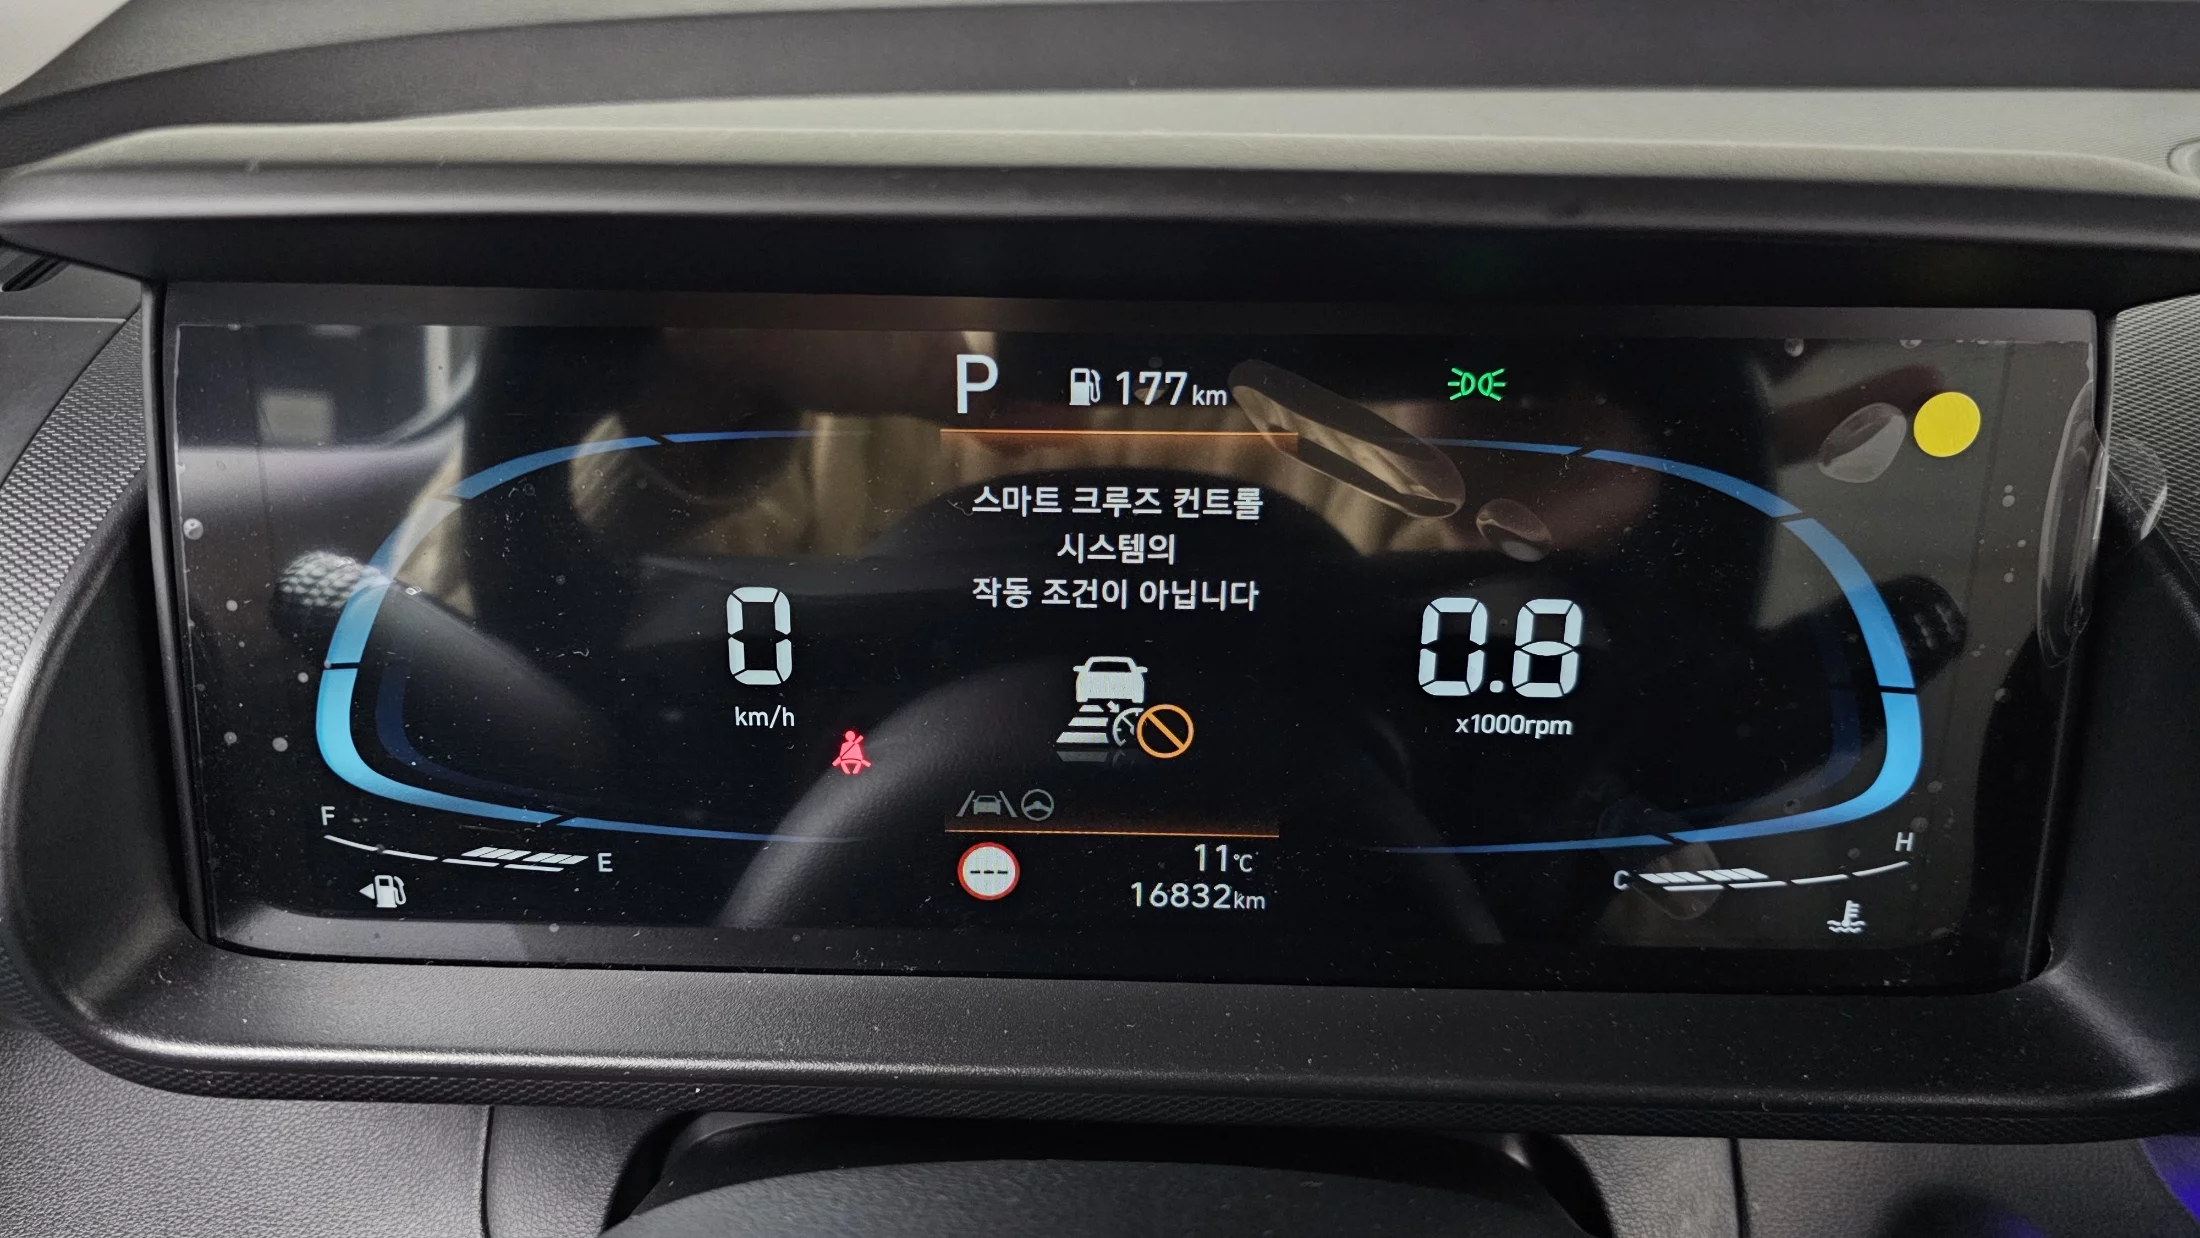 P 177km
스마트 크루즈 컨트롤
시스템의
작동 조건이 아닙니다
0
km/h
0.8
x1000rpm
F
E
---
11℃
16832km
H
C